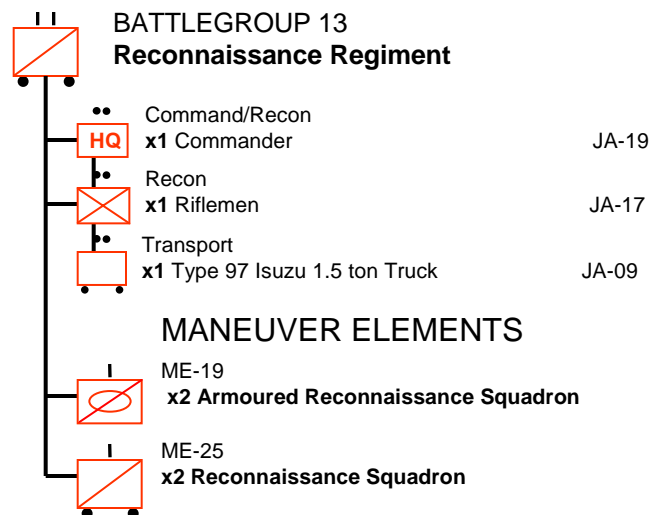 BATTLEGROUP 13
Reconnaissance Regiment
Command/Recon
HQ x1 Commander JA-19
Recon
x1 Riflemen JA-17
Transport
x1 Type 97 Isuzu 1.5 ton Truck JA-09
MANEUVER ELEMENTS
ME-19
x2 Armoured Reconnaissance Squadron
ME-25
x2 Reconnaissance Squadron